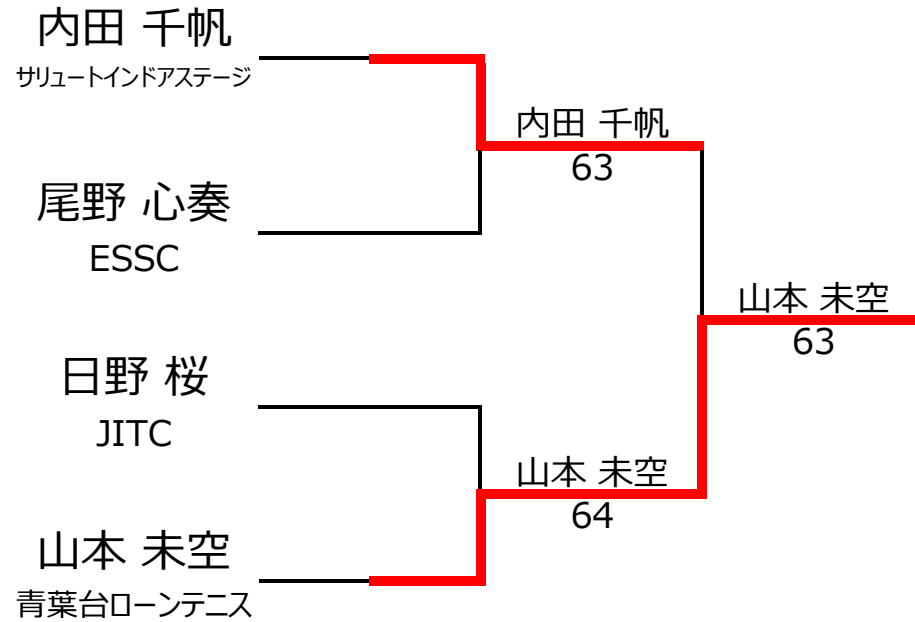 内田 千帆
サリュートインドアステージ
尾野 心奏
ESSC
日野 桜
JITC
山本 未空
青葉台ローンテニス
内田 千帆
63
山本 未空
64
山本 未空
63